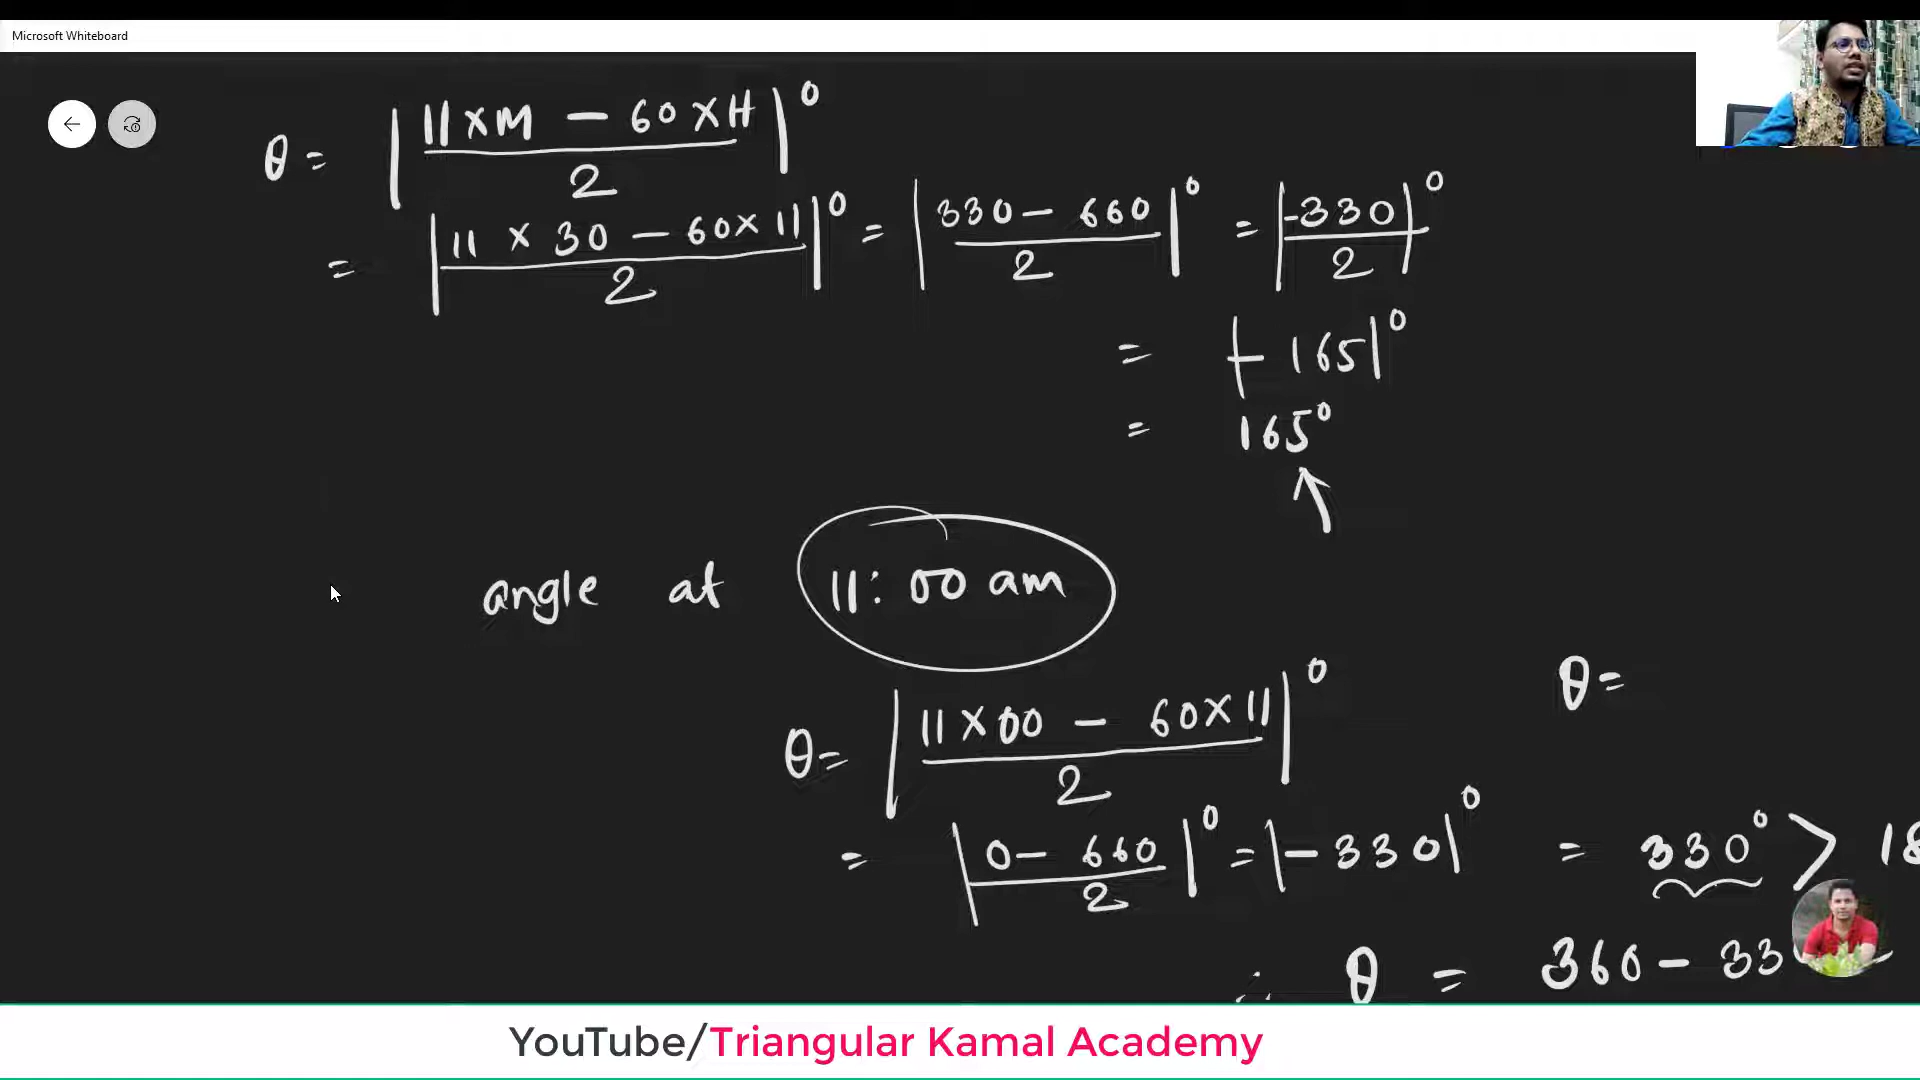 Microsoft Whiteboard
θ = |11×M − 60×H / 2|°
= |11 × 30 − 60×11 / 2|° = |330 − 660 / 2|° = |-330 / 2|°
= |− 165|°
= 165°
angle at 11:00 am
θ = |11×00 − 60×11 / 2|°
θ =
= |0 − 660 / 2|° = |− 330|° = 330° > 18
∴ θ = 360 − 33
YouTube/Triangular Kamal Academy